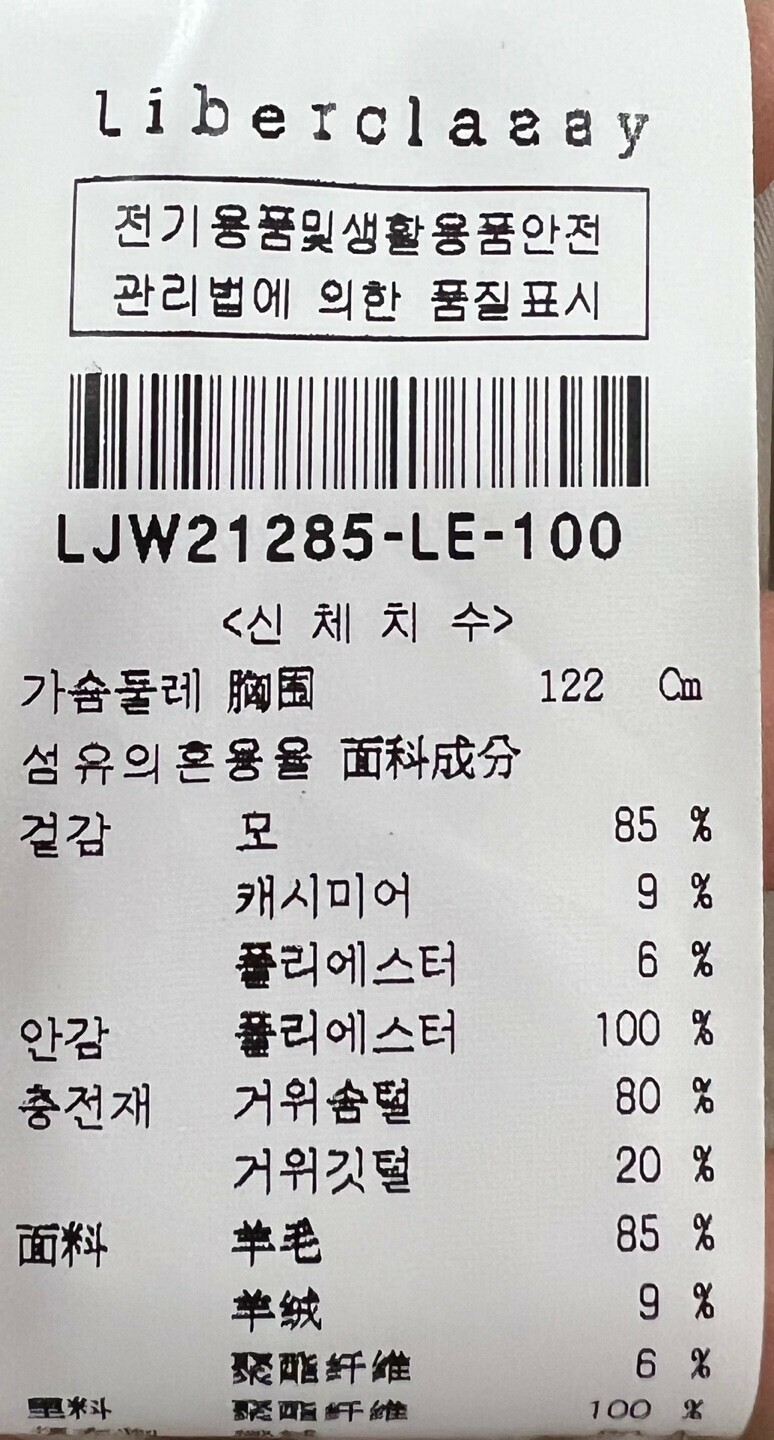 Liberclassy
전기용품및생활용품안전
관리법에 의한 품질표시
LJW21285-LE-100
<신 체 치 수>
가슴둘레 胸围 122 Cm
섬유의혼용율 面料成分
겉감 모 85 %
캐시미어 9 %
폴리에스터 6 %
안감 폴리에스터 100 %
충전재 거위솜털 80 %
거위깃털 20 %
面料 羊毛 85 %
羊绒 9 %
聚酯纤维 6 %
里料 聚酯纤维 100 %